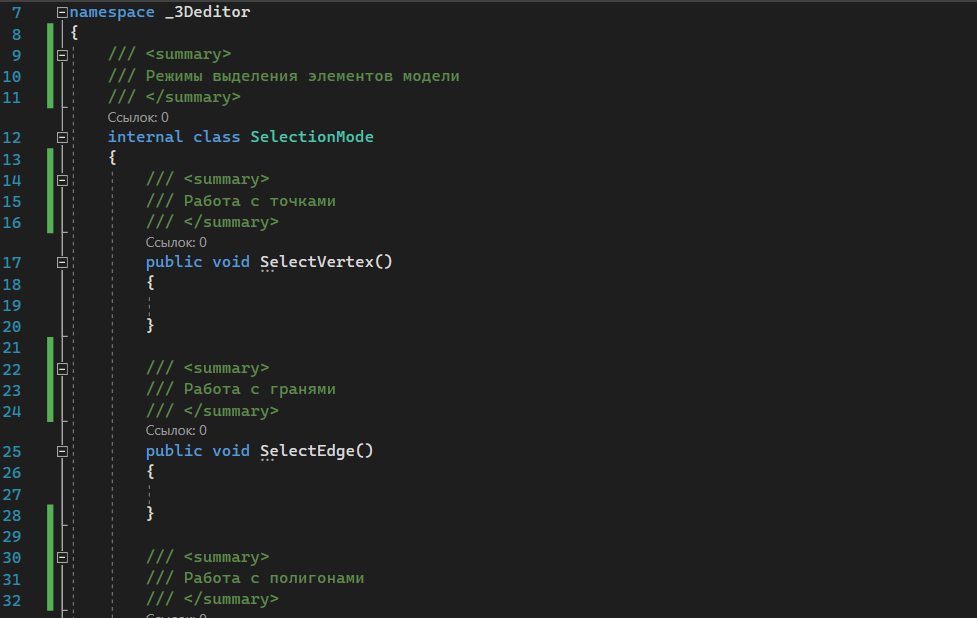 7 namespace _3Deditor
8 {
9 /// <summary>
10 /// Режимы выделения элементов модели
11 /// </summary>
Ссылок: 0
12 internal class SelectionMode
13 {
14 /// <summary>
15 /// Работа с точками
16 /// </summary>
Ссылок: 0
17 public void SelectVertex()
18 {
19
20 }
21
22 /// <summary>
23 /// Работа с гранями
24 /// </summary>
Ссылок: 0
25 public void SelectEdge()
26 {
27
28 }
29
30 /// <summary>
31 /// Работа с полигонами
32 /// </summary>